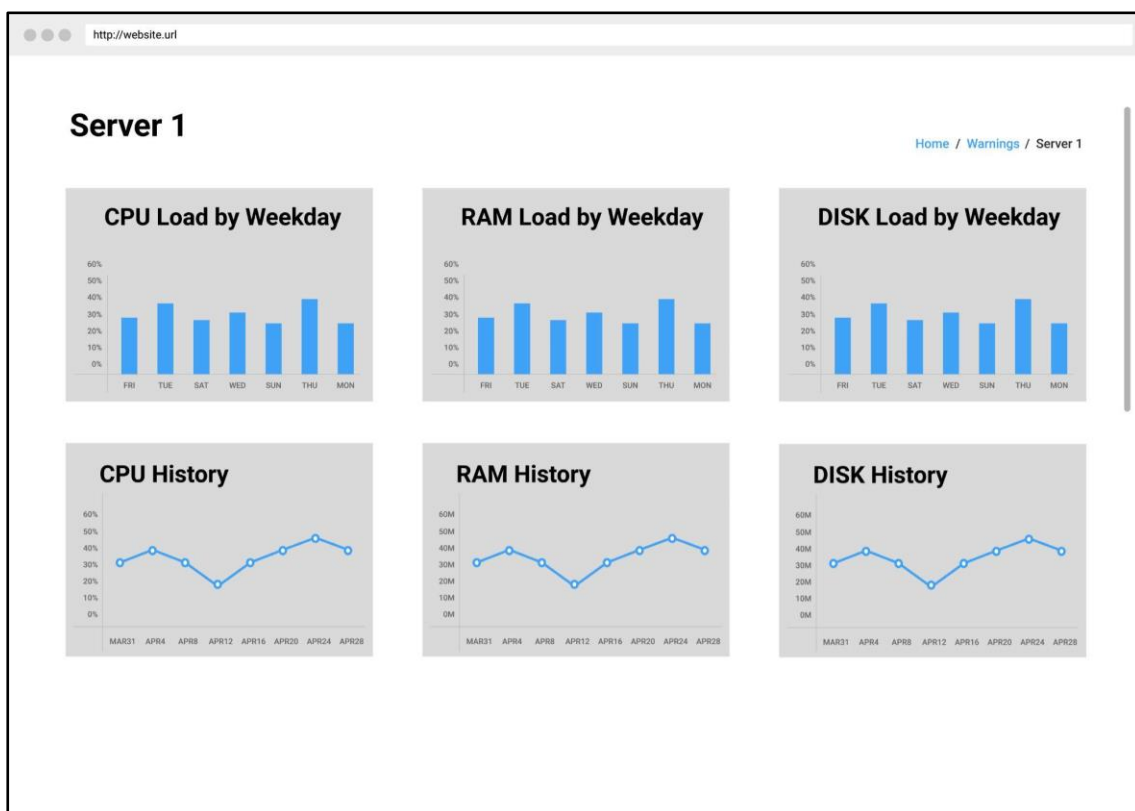 http://website.url
Server 1
Home / Warnings / Server 1
CPU Load by Weekday
60%
50%
40%
30%
20%
10%
0%
FRI TUE SAT WED SUN THU MON
RAM Load by Weekday
60%
50%
40%
30%
20%
10%
0%
FRI TUE SAT WED SUN THU MON
DISK Load by Weekday
60%
50%
40%
30%
20%
10%
0%
FRI TUE SAT WED SUN THU MON
CPU History
60%
50%
40%
30%
20%
10%
0%
MAR31 APR4 APR8 APR12 APR16 APR20 APR24 APR28
RAM History
60M
50M
40M
30M
20M
10M
0M
MAR31 APR4 APR8 APR12 APR16 APR20 APR24 APR28
DISK History
60M
50M
40M
30M
20M
10M
0M
MAR31 APR4 APR8 APR12 APR16 APR20 APR24 APR28